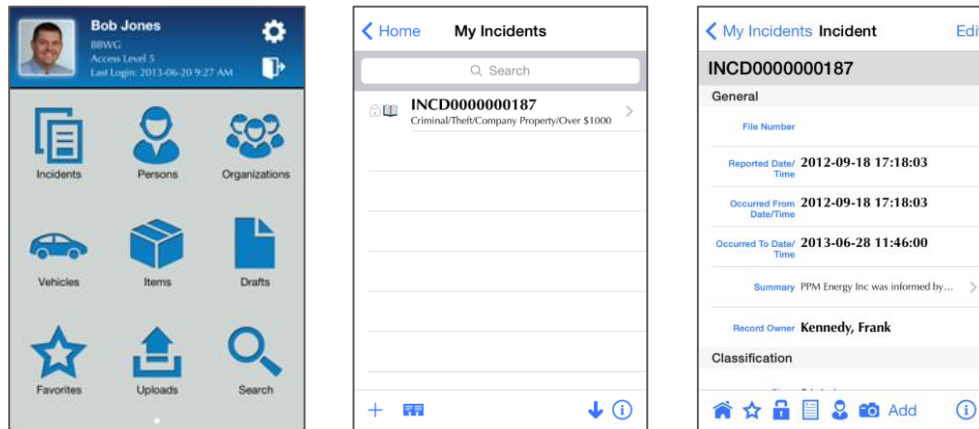 Bob Jones
BBWG
Access Level 5
Last Login: 2013-06-20 9:27 AM
Incidents
Persons
Organizations
Vehicles
Items
Drafts
Favorites
Uploads
Search
Home
My Incidents
Search
INCD0000000187
Criminal/Theft/Company Property/Over $1000
My Incidents Incident
Edi
INCD0000000187
General
File Number
Reported Date/
Time
2012-09-18 17:18:03
Occurred From
Date/Time
2012-09-18 17:18:03
Occurred To Date/
Time
2013-06-28 11:46:00
Summary PPM Energy Inc was informed by...
Record Owner Kennedy, Frank
Classification
Add